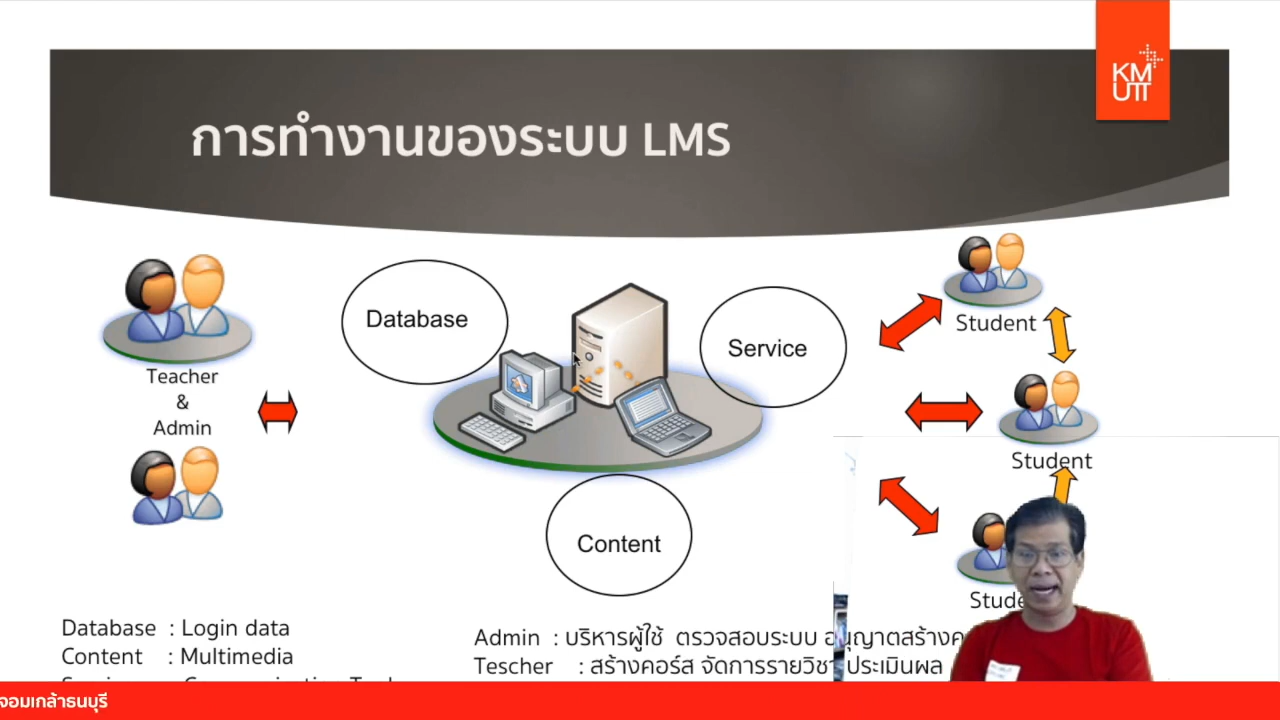 KM
UTT
การทำงานของระบบ LMS
Database
Service
Content
Teacher
&
Admin
Student
Student
Database : Login data
Content : Multimedia
Admin : บริหารผู้ใช้ ตรวจสอบระบบ
Tescher : สร้างคอร์ส จัดการรายวิชา ประเมินผล
จอมเกล้าธนบุรี